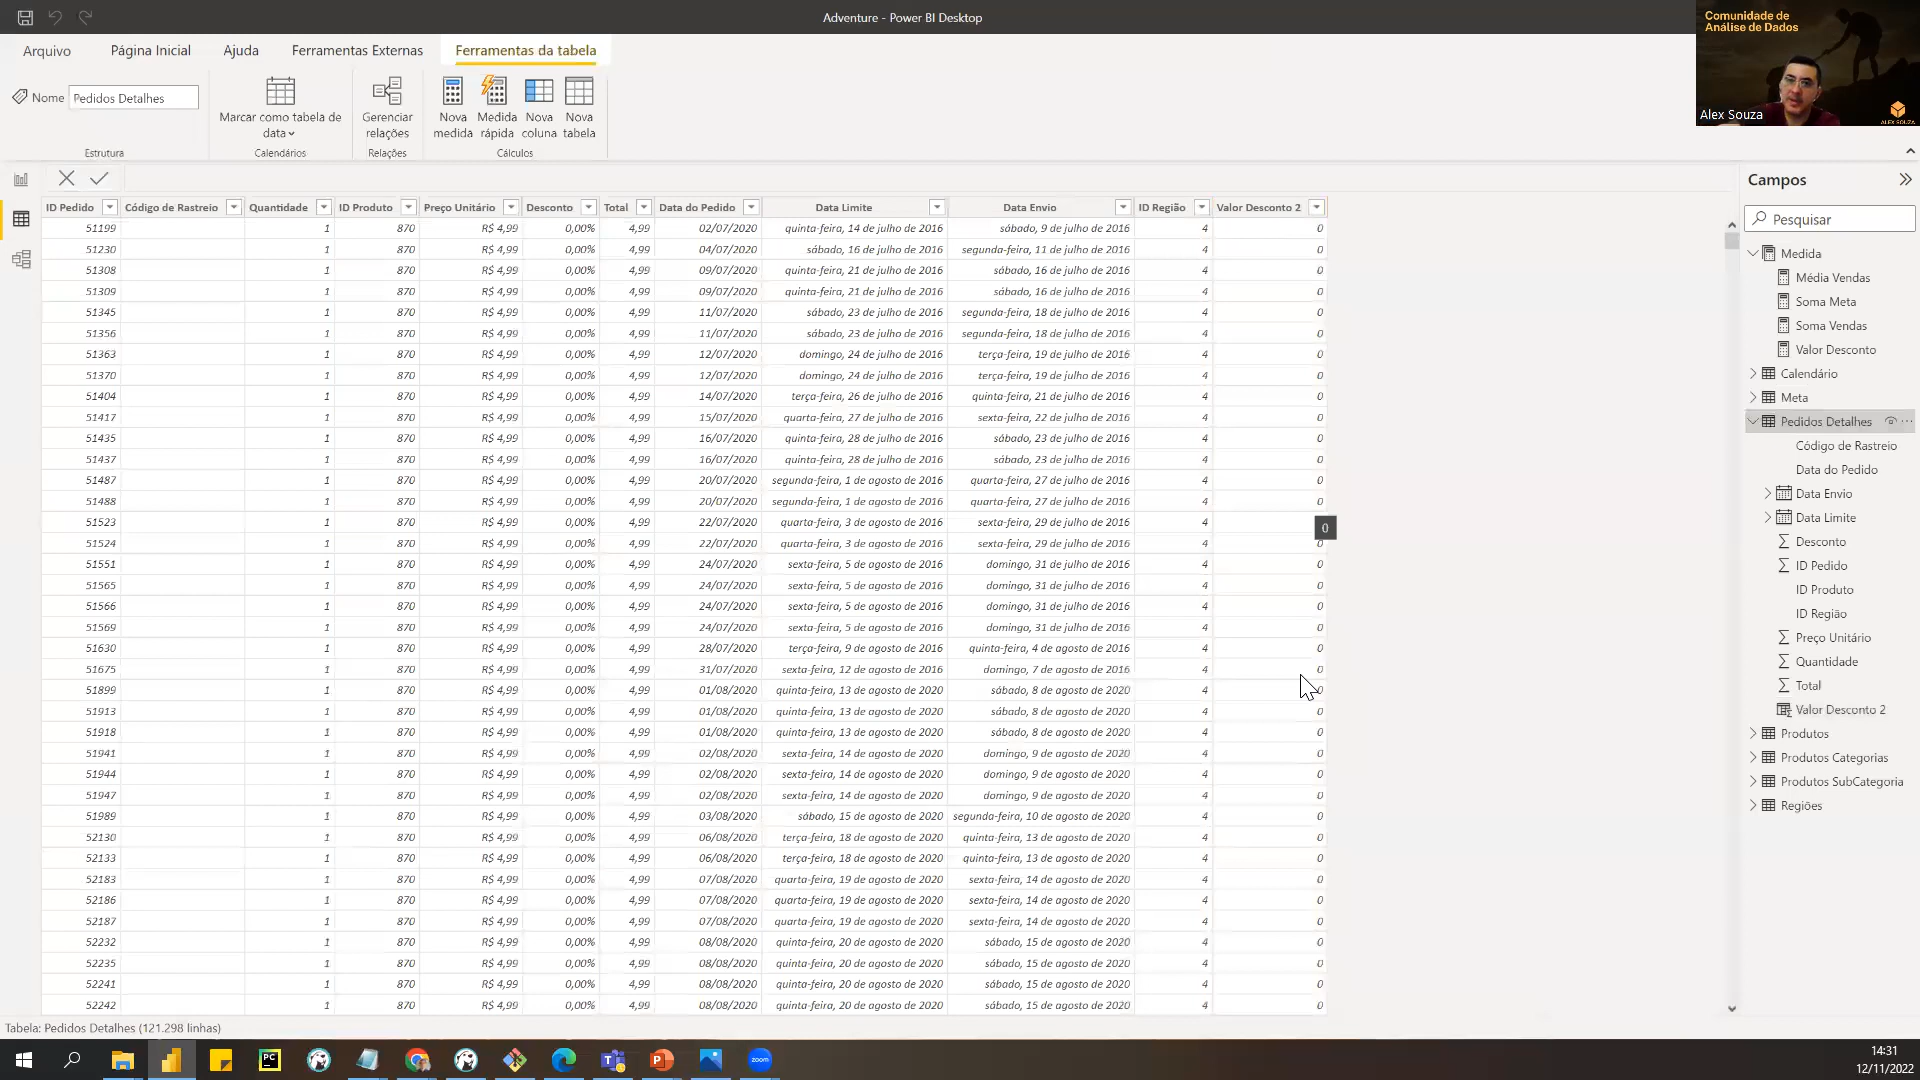 Adventure - Power BI Desktop
Comunidade de
Análise de Dados
Alex Souza
ALEX SOUZA
Arquivo Página Inicial Ajuda Ferramentas Externas Ferramentas da tabela
Nome Pedidos Detalhes
Marcar como tabela de
data
Gerenciar
relações
Nova
medida
Medida
rápida
Nova
coluna
Nova
tabela
Estrutura Calendários Relações Cálculos
ID Pedido Código de Rastreio Quantidade ID Produto Preço Unitário Desconto Total Data do Pedido Data Limite Data Envio ID Região Valor Desconto 2
51199 1 870 R$ 4,99 0,00% 4,99 02/07/2020 quinta-feira, 14 de julho de 2016 sábado, 9 de julho de 2016 4 0
51230 1 870 R$ 4,99 0,00% 4,99 04/07/2020 sábado, 16 de julho de 2016 segunda-feira, 11 de julho de 2016 4 0
51308 1 870 R$ 4,99 0,00% 4,99 09/07/2020 quinta-feira, 21 de julho de 2016 sábado, 16 de julho de 2016 4 0
51309 1 870 R$ 4,99 0,00% 4,99 09/07/2020 quinta-feira, 21 de julho de 2016 sábado, 16 de julho de 2016 4 0
51345 1 870 R$ 4,99 0,00% 4,99 11/07/2020 sábado, 23 de julho de 2016 segunda-feira, 18 de julho de 2016 4 0
51356 1 870 R$ 4,99 0,00% 4,99 11/07/2020 sábado, 23 de julho de 2016 segunda-feira, 18 de julho de 2016 4 0
51363 1 870 R$ 4,99 0,00% 4,99 12/07/2020 domingo, 24 de julho de 2016 terça-feira, 19 de julho de 2016 4 0
51370 1 870 R$ 4,99 0,00% 4,99 12/07/2020 domingo, 24 de julho de 2016 terça-feira, 19 de julho de 2016 4 0
51404 1 870 R$ 4,99 0,00% 4,99 14/07/2020 terça-feira, 26 de julho de 2016 quinta-feira, 21 de julho de 2016 4 0
51417 1 870 R$ 4,99 0,00% 4,99 15/07/2020 quarta-feira, 27 de julho de 2016 sexta-feira, 22 de julho de 2016 4 0
51435 1 870 R$ 4,99 0,00% 4,99 16/07/2020 quinta-feira, 28 de julho de 2016 sábado, 23 de julho de 2016 4 0
51437 1 870 R$ 4,99 0,00% 4,99 16/07/2020 quinta-feira, 28 de julho de 2016 sábado, 23 de julho de 2016 4 0
51487 1 870 R$ 4,99 0,00% 4,99 20/07/2020 segunda-feira, 1 de agosto de 2016 quarta-feira, 27 de julho de 2016 4 0
51488 1 870 R$ 4,99 0,00% 4,99 20/07/2020 segunda-feira, 1 de agosto de 2016 quarta-feira, 27 de julho de 2016 4 0
51523 1 870 R$ 4,99 0,00% 4,99 22/07/2020 quarta-feira, 3 de agosto de 2016 sexta-feira, 29 de julho de 2016 4 0
51524 1 870 R$ 4,99 0,00% 4,99 22/07/2020 quarta-feira, 3 de agosto de 2016 sexta-feira, 29 de julho de 2016 4 0
51551 1 870 R$ 4,99 0,00% 4,99 24/07/2020 sexta-feira, 5 de agosto de 2016 domingo, 31 de julho de 2016 4 0
51565 1 870 R$ 4,99 0,00% 4,99 24/07/2020 sexta-feira, 5 de agosto de 2016 domingo, 31 de julho de 2016 4 0
51566 1 870 R$ 4,99 0,00% 4,99 24/07/2020 sexta-feira, 5 de agosto de 2016 domingo, 31 de julho de 2016 4 0
51569 1 870 R$ 4,99 0,00% 4,99 24/07/2020 sexta-feira, 5 de agosto de 2016 domingo, 31 de julho de 2016 4 0
51630 1 870 R$ 4,99 0,00% 4,99 28/07/2020 terça-feira, 9 de agosto de 2016 quinta-feira, 4 de agosto de 2016 4 0
51675 1 870 R$ 4,99 0,00% 4,99 31/07/2020 sexta-feira, 12 de agosto de 2016 domingo, 7 de agosto de 2016 4 0
51899 1 870 R$ 4,99 0,00% 4,99 01/08/2020 quinta-feira, 13 de agosto de 2020 sábado, 8 de agosto de 2020 4 0
51913 1 870 R$ 4,99 0,00% 4,99 01/08/2020 quinta-feira, 13 de agosto de 2020 sábado, 8 de agosto de 2020 4 0
51918 1 870 R$ 4,99 0,00% 4,99 01/08/2020 quinta-feira, 13 de agosto de 2020 sábado, 8 de agosto de 2020 4 0
51941 1 870 R$ 4,99 0,00% 4,99 02/08/2020 sexta-feira, 14 de agosto de 2020 domingo, 9 de agosto de 2020 4 0
51944 1 870 R$ 4,99 0,00% 4,99 02/08/2020 sexta-feira, 14 de agosto de 2020 domingo, 9 de agosto de 2020 4 0
51947 1 870 R$ 4,99 0,00% 4,99 02/08/2020 sexta-feira, 14 de agosto de 2020 domingo, 9 de agosto de 2020 4 0
51989 1 870 R$ 4,99 0,00% 4,99 03/08/2020 sábado, 15 de agosto de 2020 segunda-feira, 10 de agosto de 2020 4 0
52130 1 870 R$ 4,99 0,00% 4,99 06/08/2020 terça-feira, 18 de agosto de 2020 quinta-feira, 13 de agosto de 2020 4 0
52133 1 870 R$ 4,99 0,00% 4,99 06/08/2020 terça-feira, 18 de agosto de 2020 quinta-feira, 13 de agosto de 2020 4 0
52183 1 870 R$ 4,99 0,00% 4,99 07/08/2020 quarta-feira, 19 de agosto de 2020 sexta-feira, 14 de agosto de 2020 4 0
52186 1 870 R$ 4,99 0,00% 4,99 07/08/2020 quarta-feira, 19 de agosto de 2020 sexta-feira, 14 de agosto de 2020 4 0
52187 1 870 R$ 4,99 0,00% 4,99 07/08/2020 quarta-feira, 19 de agosto de 2020 sexta-feira, 14 de agosto de 2020 4 0
52232 1 870 R$ 4,99 0,00% 4,99 08/08/2020 quinta-feira, 20 de agosto de 2020 sábado, 15 de agosto de 2020 4 0
52235 1 870 R$ 4,99 0,00% 4,99 08/08/2020 quinta-feira, 20 de agosto de 2020 sábado, 15 de agosto de 2020 4 0
52241 1 870 R$ 4,99 0,00% 4,99 08/08/2020 quinta-feira, 20 de agosto de 2020 sábado, 15 de agosto de 2020 4 0
52242 1 870 R$ 4,99 0,00% 4,99 08/08/2020 quinta-feira, 20 de agosto de 2020 sábado, 15 de agosto de 2020 4 0
0
Campos
Pesquisar
Medida
Média Vendas
Soma Meta
Soma Vendas
Valor Desconto
Calendário
Meta
Pedidos Detalhes
Código de Rastreio
Data do Pedido
Data Envio
Data Limite
Desconto
ID Pedido
ID Produto
ID Região
Preço Unitário
Quantidade
Total
Valor Desconto 2
Produtos
Produtos Categorias
Produtos SubCategoria
Regiões
Tabela: Pedidos Detalhes (121.298 linhas)
PC
zoom
14:31
12/11/2022